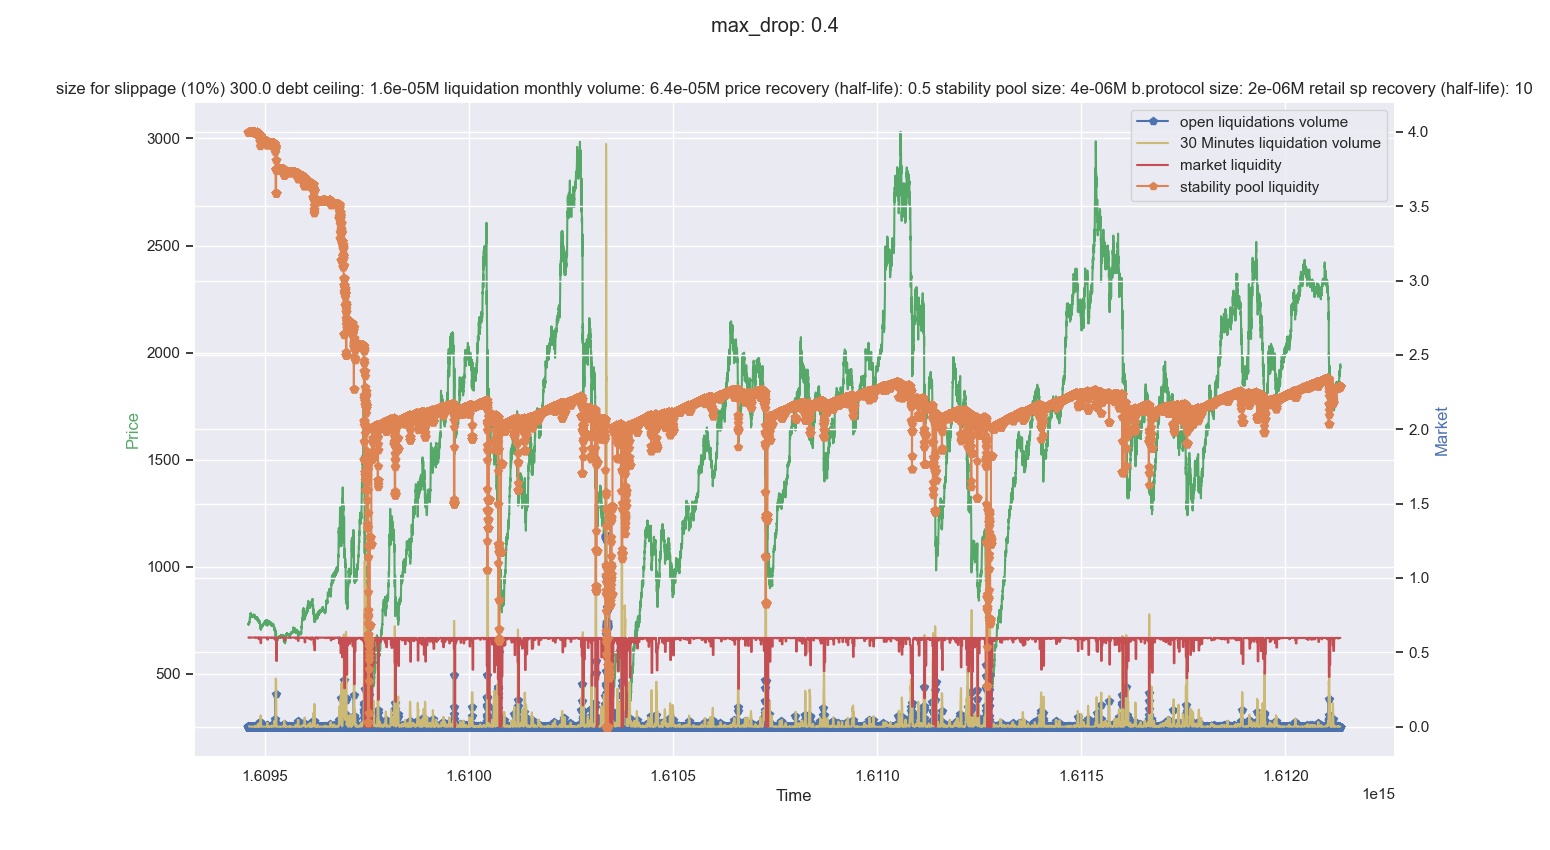 max_drop: 0.4
size for slippage (10%) 300.0 debt ceiling: 1.6e-05M liquidation monthly volume: 6.4e-05M price recovery (half-life): 0.5 stability pool size: 4e-06M b.protocol size: 2e-06M retail sp recovery (half-life): 10
open liquidations volume
30 Minutes liquidation volume
market liquidity
stability pool liquidity
3000
2500
2000
1500
1000
500
Price
4.0
3.5
3.0
2.5
2.0
1.5
1.0
0.5
0.0
Market
1.6095 1.6100 1.6105 1.6110 1.6115 1.6120
Time
1e15